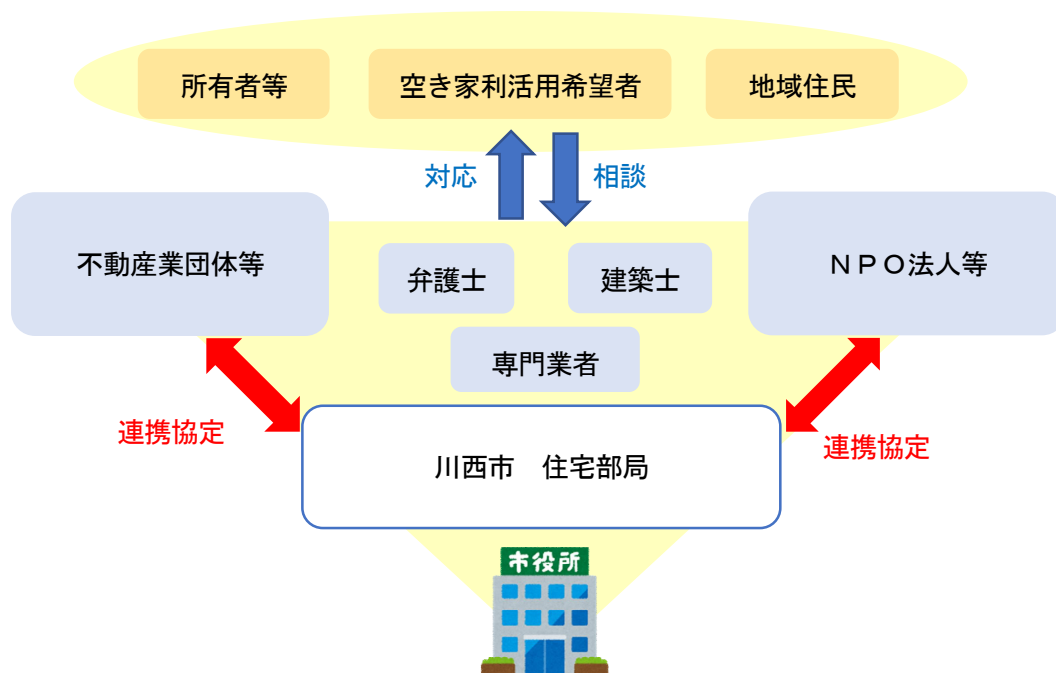 所有者等
空き家利活用希望者
地域住民
対応
相談
不動産業団体等
弁護士
建築士
ＮＰＯ法人等
専門業者
連携協定
連携協定
川西市　住宅部局
市役所